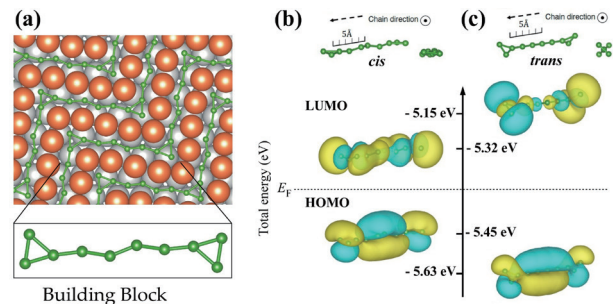 (a)
Building Block
(b)
Chain direction
5Å
cis
LUMO
Total energy (eV)
E_F
HOMO
(c)
Chain direction
5Å
trans
- 5.15 eV
- 5.32 eV
- 5.45 eV
- 5.63 eV